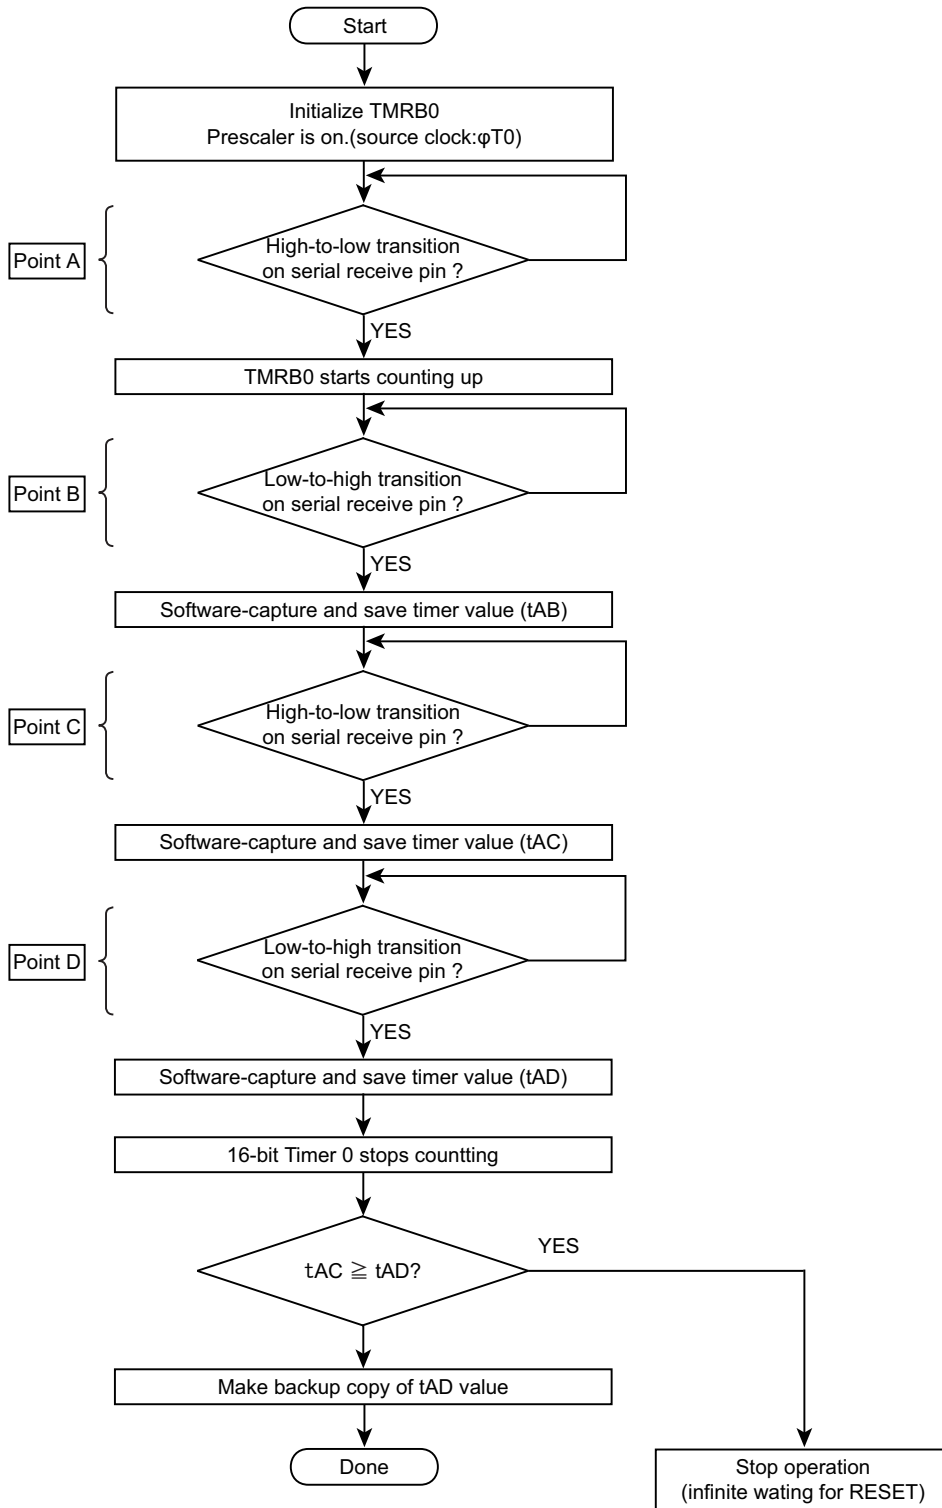 Start
Initialize TMRB0
Prescaler is on.(source clock:φT0)
Point A
High-to-low transition
on serial receive pin ?
YES
TMRB0 starts counting up
Point B
Low-to-high transition
on serial receive pin ?
YES
Software-capture and save timer value (tAB)
Point C
High-to-low transition
on serial receive pin ?
YES
Software-capture and save timer value (tAC)
Point D
Low-to-high transition
on serial receive pin ?
YES
Software-capture and save timer value (tAD)
16-bit Timer 0 stops countting
tAC ≧ tAD?
YES
Make backup copy of tAD value
Done
Stop operation
(infinite wating for RESET)